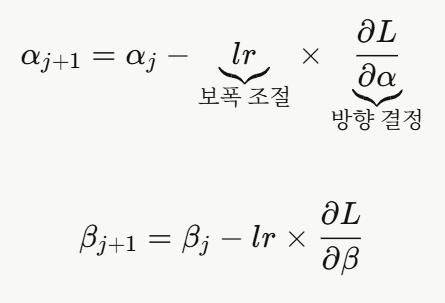 α_{j+1} = α_j − lr × ∂L/∂α
보폭 조절
방향 결정
β_{j+1} = β_j − lr × ∂L/∂β